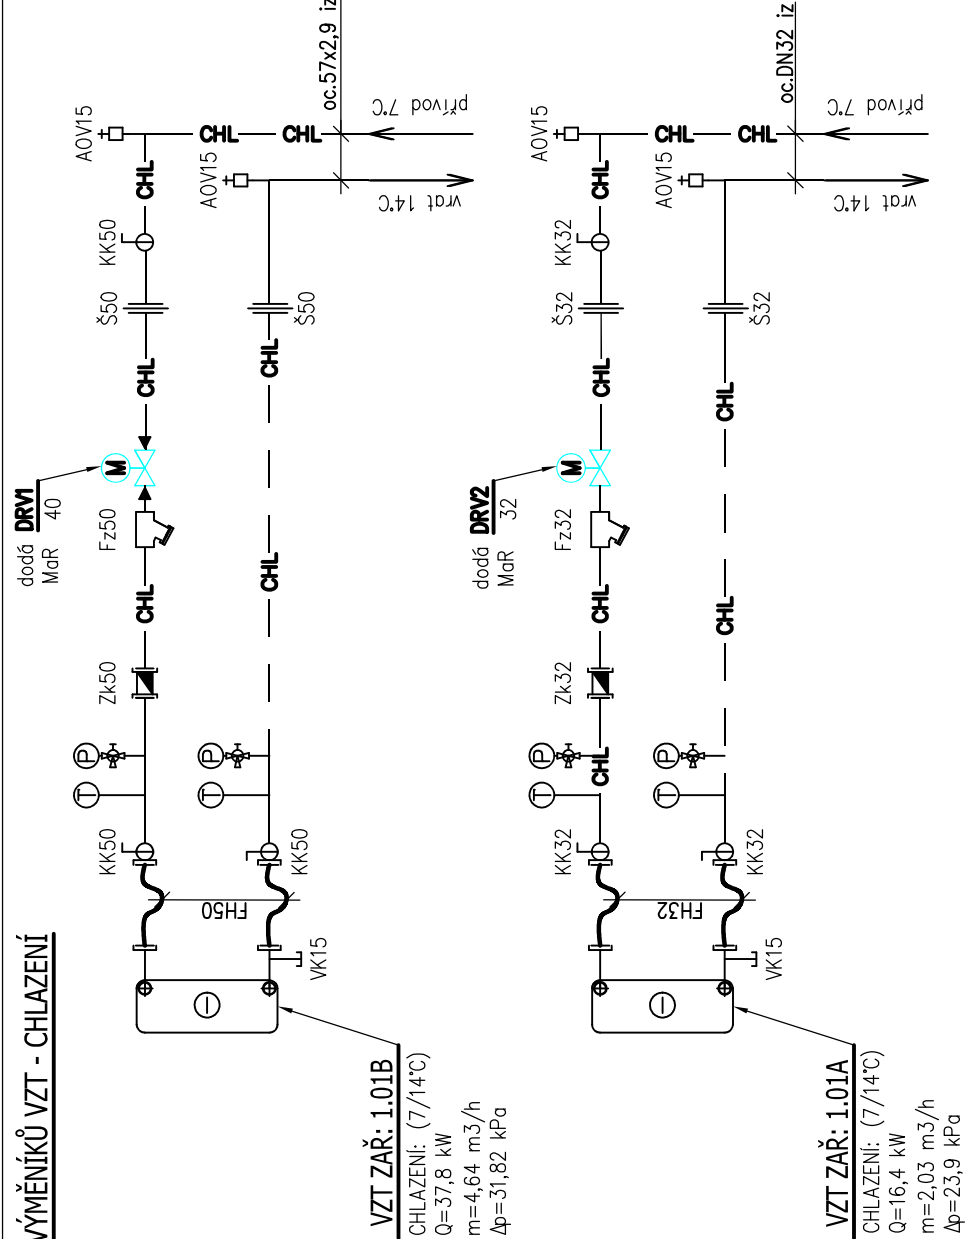 VÝMĚNÍKŮ VZT - CHLAZENÍ
dodá
MaR
DRV1
40
AOV15
KK50
Š50
Fz50
Zk50
KK50
P
T
M
CHL
CHL
CHL
CHL
CHL
oc.57x2,9 iz
přívod 7°C
vrat 14°C
AOV15
Š50
CHL
CHL
P
T
KK50
FH50
VK15
VZT ZAŘ: 1.01B
CHLAZENÍ: (7/14°C)
Q=37,8 kW
m=4,64 m3/h
Δp=31,82 kPa
dodá
MaR
DRV2
32
AOV15
KK32
Š32
Fz32
Zk32
KK32
P
T
M
CHL
CHL
CHL
CHL
CHL
CHL
oc.DN32 iz
přívod 7°C
vrat 14°C
AOV15
Š32
CHL
CHL
P
T
KK32
FH32
VK15
VZT ZAŘ: 1.01A
CHLAZENÍ: (7/14°C)
Q=16,4 kW
m=2,03 m3/h
Δp=23,9 kPa